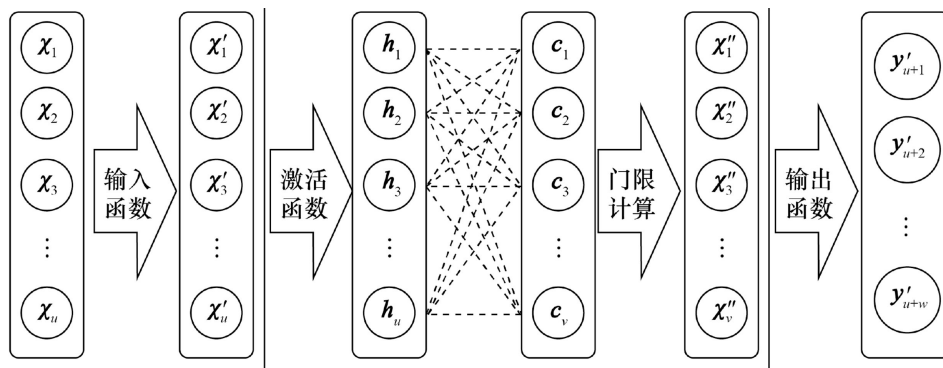 χ₁
χ₂
χ₃
⋮
χᵤ
输入
函数
χ′₁
χ′₂
χ′₃
⋮
χ′ᵤ
激活
函数
h₁
h₂
h₃
⋮
hᵤ
c₁
c₂
c₃
⋮
cᵥ
门限
计算
χ″₁
χ″₂
χ″₃
⋮
χ″ᵥ
输出
函数
y′ᵤ₊₁
y′ᵤ₊₂
⋮
y′_{u+w}